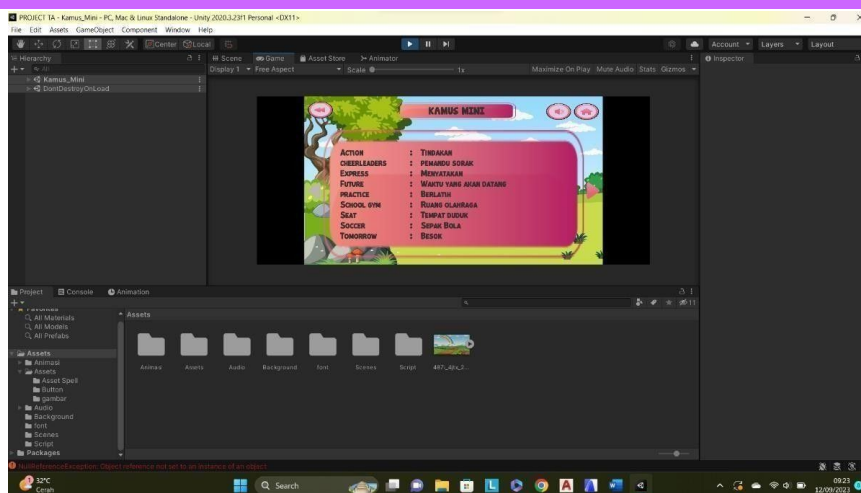 PROJECT TA - Kamus_Mini - PC, Mac & Linux Standalone - Unity 2020.3.23f1 Personal <DX11>
File Edit Assets GameObject Component Window Help
Center Local
Account Layers Layout
Hierarchy
Scene Game Asset Store Animator
Inspector
All
Display 1 Free Aspect Scale 1x Maximize On Play Mute Audio Stats Gizmos
Kamus_Mini
DontDestroyOnLoad
KAMUS MINI
ACTION : TINDAKAN
CHEERLEADERS : PEMANDU SORAK
EXPRESS : MENYATAKAN
FUTURE : WAKTU YANG AKAN DATANG
PRACTICE : BERLATIH
SCHOOL GYM : RUANG OLAHRAGA
SEAT : TEMPAT DUDUK
SOCCER : SEPAK BOLA
TOMORROW : BESOK
Project Console Animation
11
Favorites
All Materials
All Models
All Prefabs
Assets
Animasi
Assets
Asset Spell
Button
gambar
Audio
Background
font
Scenes
Script
Packages
Assets
Animasi Assets Audio Background font Scenes Script
NullReferenceException: Object reference not set to an instance of an object
32°C
Cerah
Search
09:23
12/09/2023